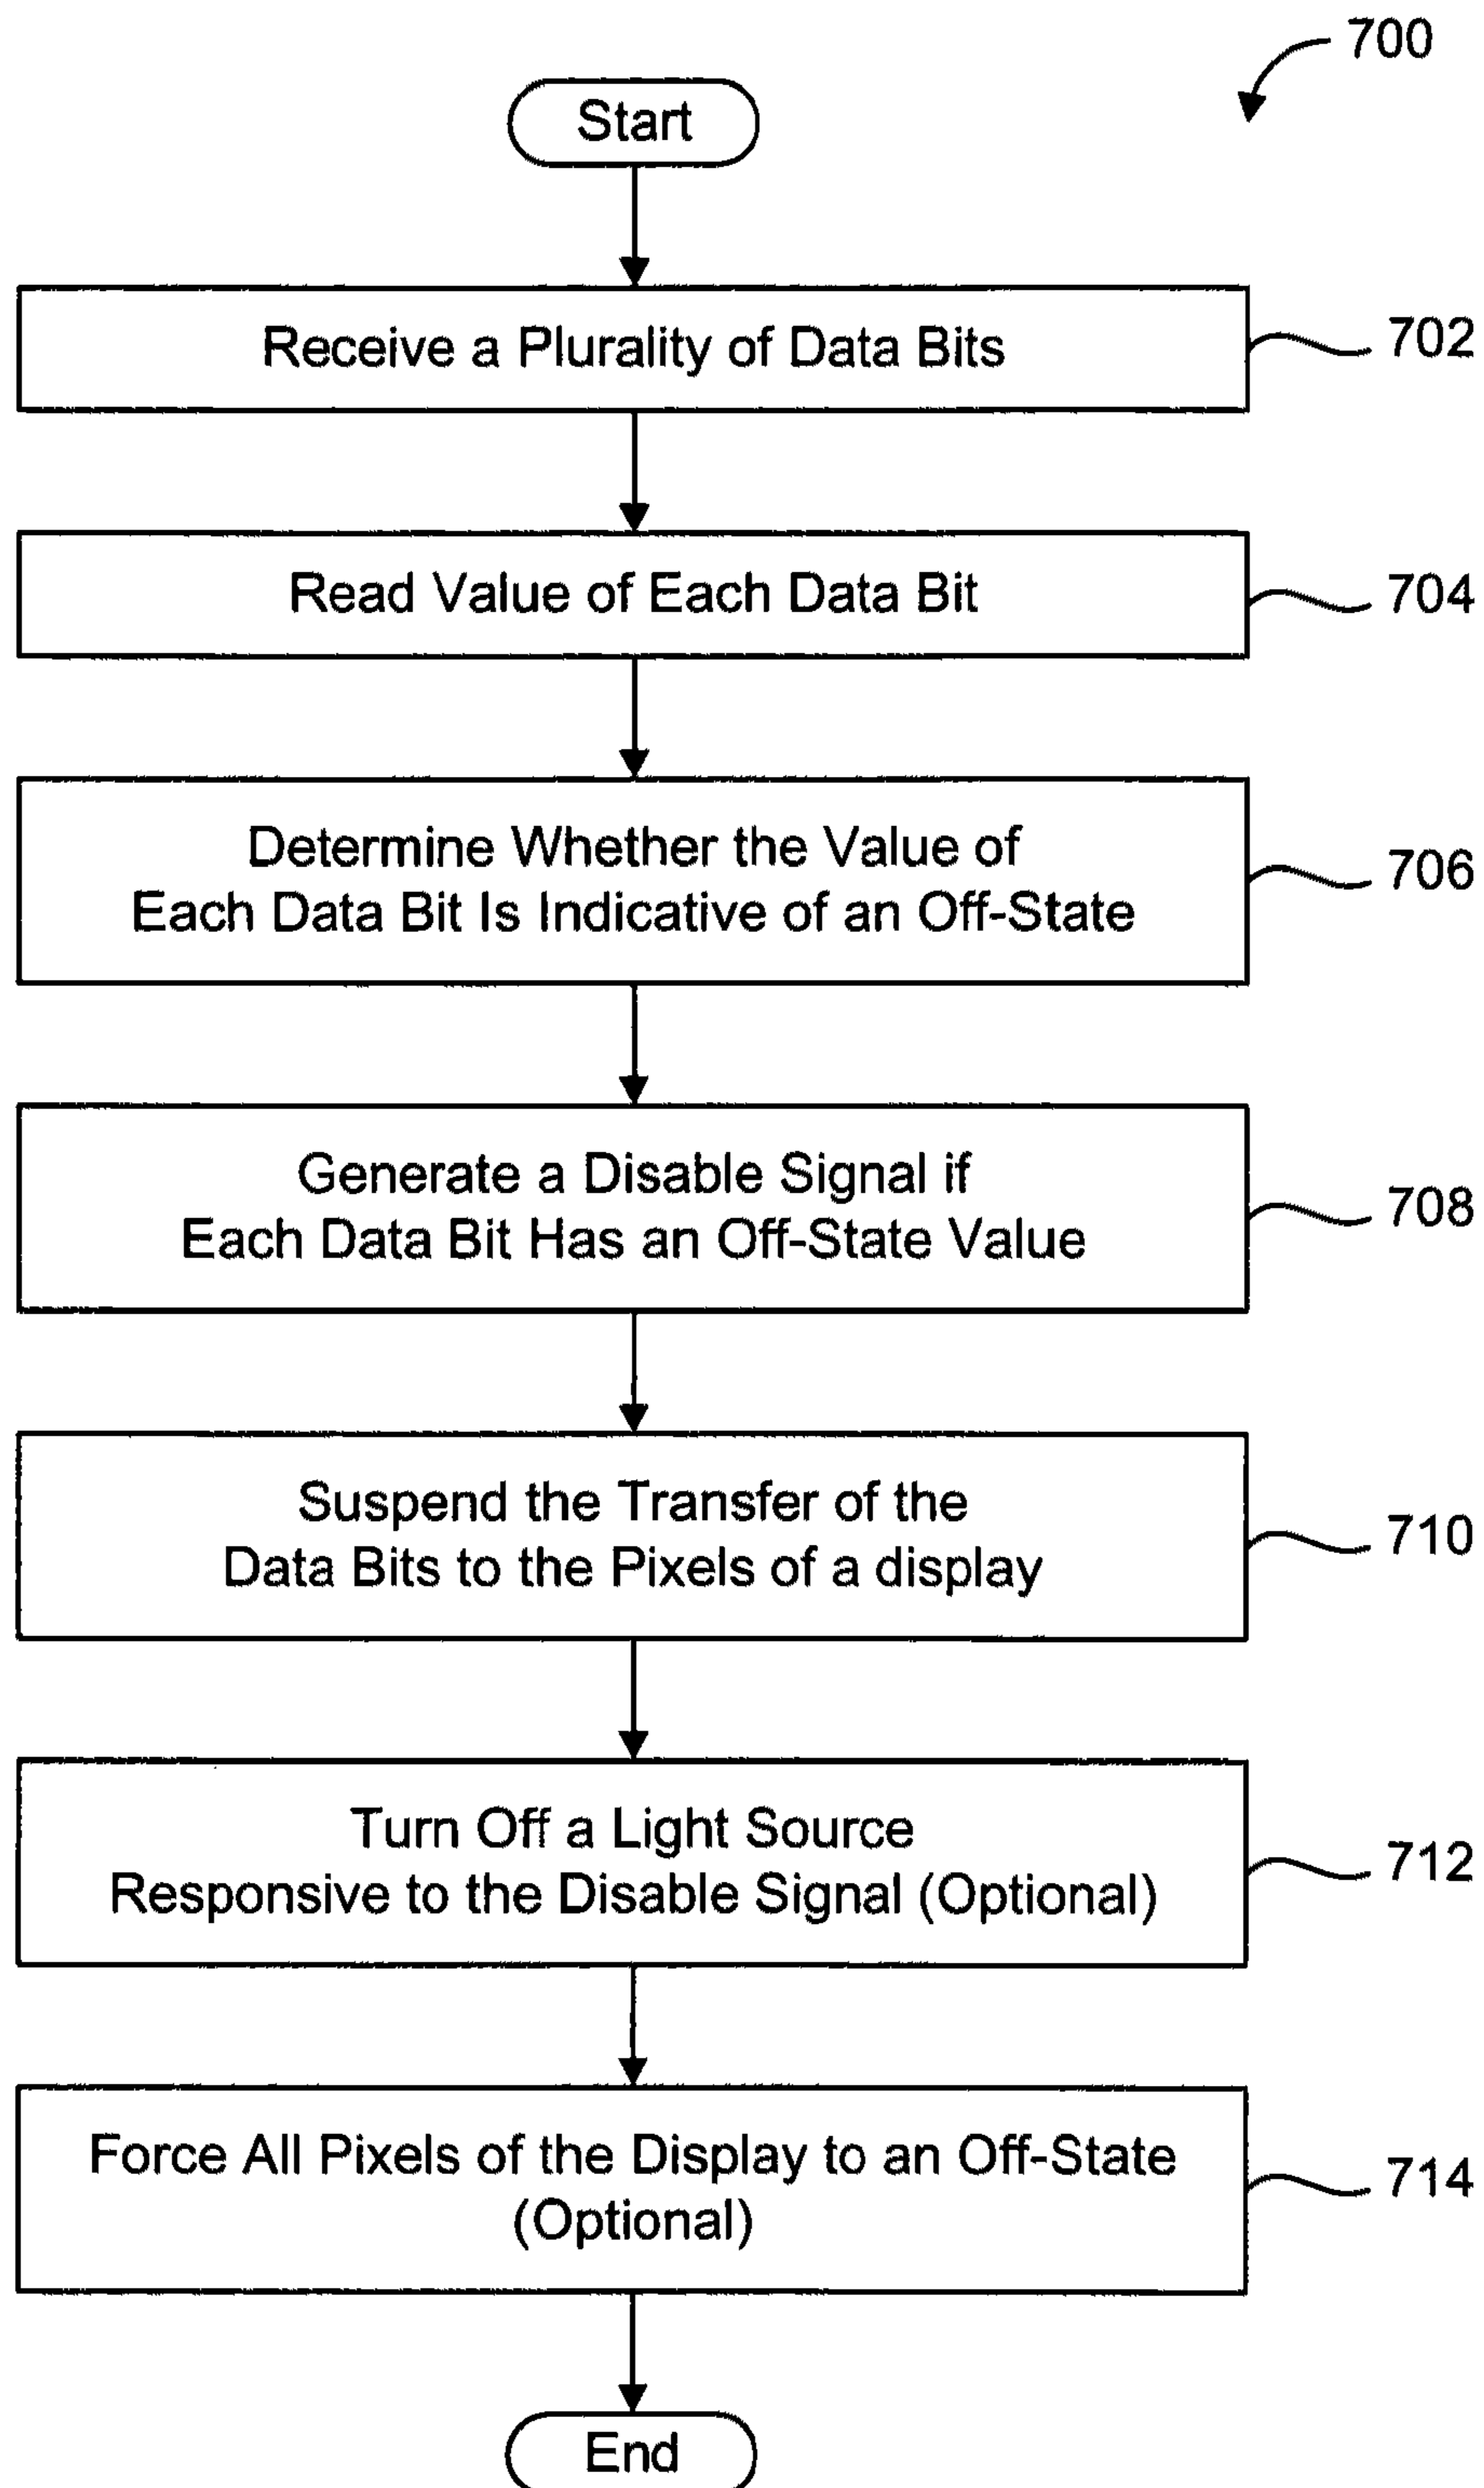 700
Start
Receive a Plurality of Data Bits
702
Read Value of Each Data Bit
704
Determine Whether the Value of
Each Data Bit Is Indicative of an Off-State
706
Generate a Disable Signal if
Each Data Bit Has an Off-State Value
708
Suspend the Transfer of the
Data Bits to the Pixels of a display
710
Turn Off a Light Source
Responsive to the Disable Signal (Optional)
712
Force All Pixels of the Display to an Off-State
(Optional)
714
End